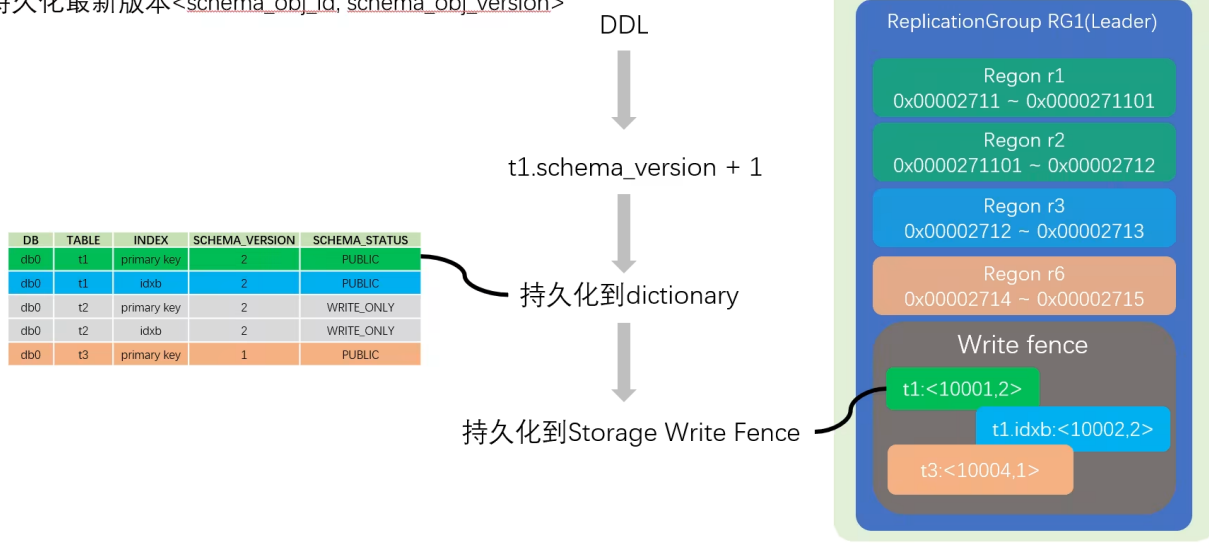 持久化最新版本<schema_obj_id, schema_obj_version>
DDL
t1.schema_version + 1
持久化到dictionary
持久化到Storage Write Fence
DB TABLE INDEX SCHEMA_VERSION SCHEMA_STATUS
db0 t1 primary key 2 PUBLIC
db0 t1 idxb 2 PUBLIC
db0 t2 primary key 2 WRITE_ONLY
db0 t2 idxb 2 WRITE_ONLY
db0 t3 primary key 1 PUBLIC
ReplicationGroup RG1(Leader)
Regon r1
0x00002711 ~ 0x0000271101
Regon r2
0x0000271101 ~ 0x00002712
Regon r3
0x00002712 ~ 0x00002713
Regon r6
0x00002714 ~ 0x00002715
Write fence
t1:<10001,2>
t1.idxb:<10002,2>
t3:<10004,1>